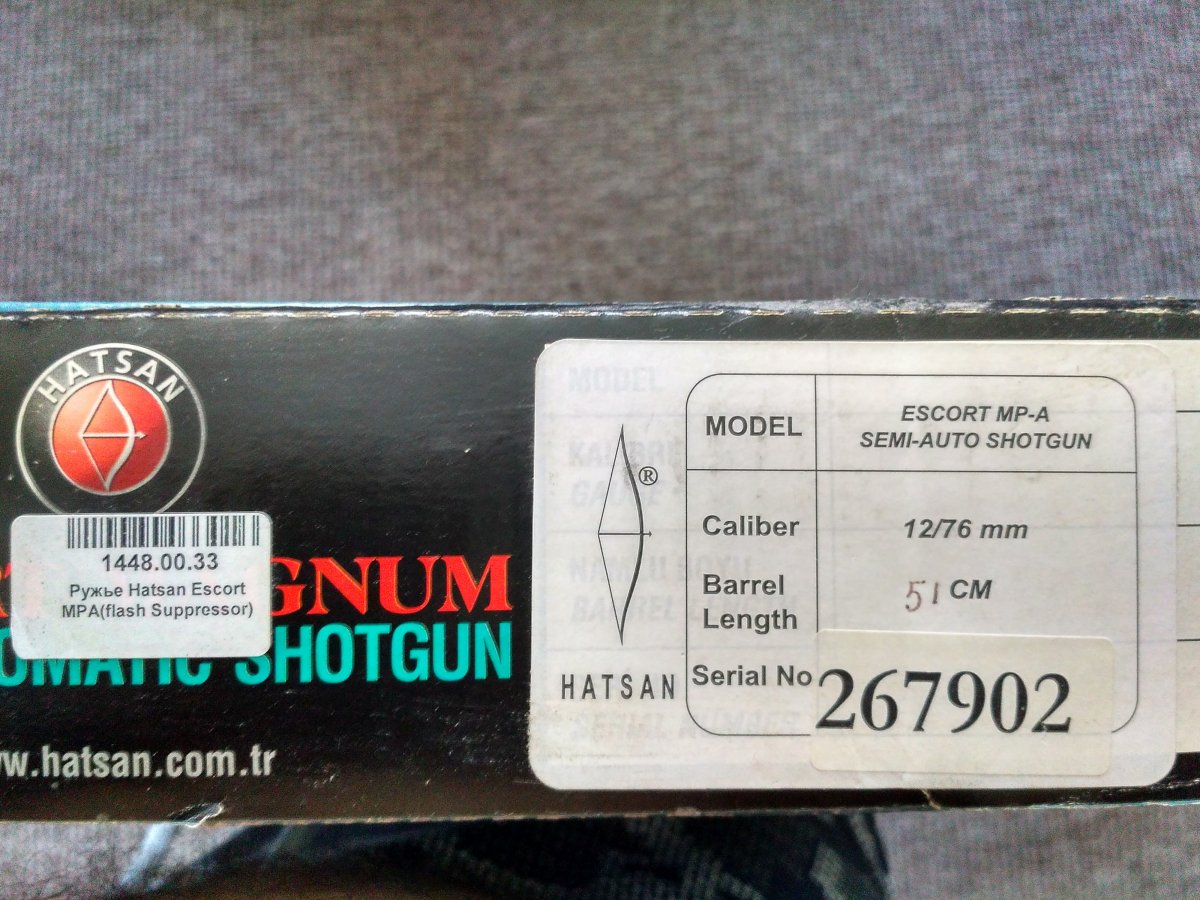 HATSAN
1448.00.33
Ружье Hatsan Escort
MPA(flash Suppressor)
GNUM
OMATIC SHOTGUN
w.hatsan.com.tr
®
HATSAN
MODEL
ESCORT MP-A
SEMI-AUTO SHOTGUN
Caliber
12/76 mm
Barrel
Length
51 CM
Serial No
267902
MODEL